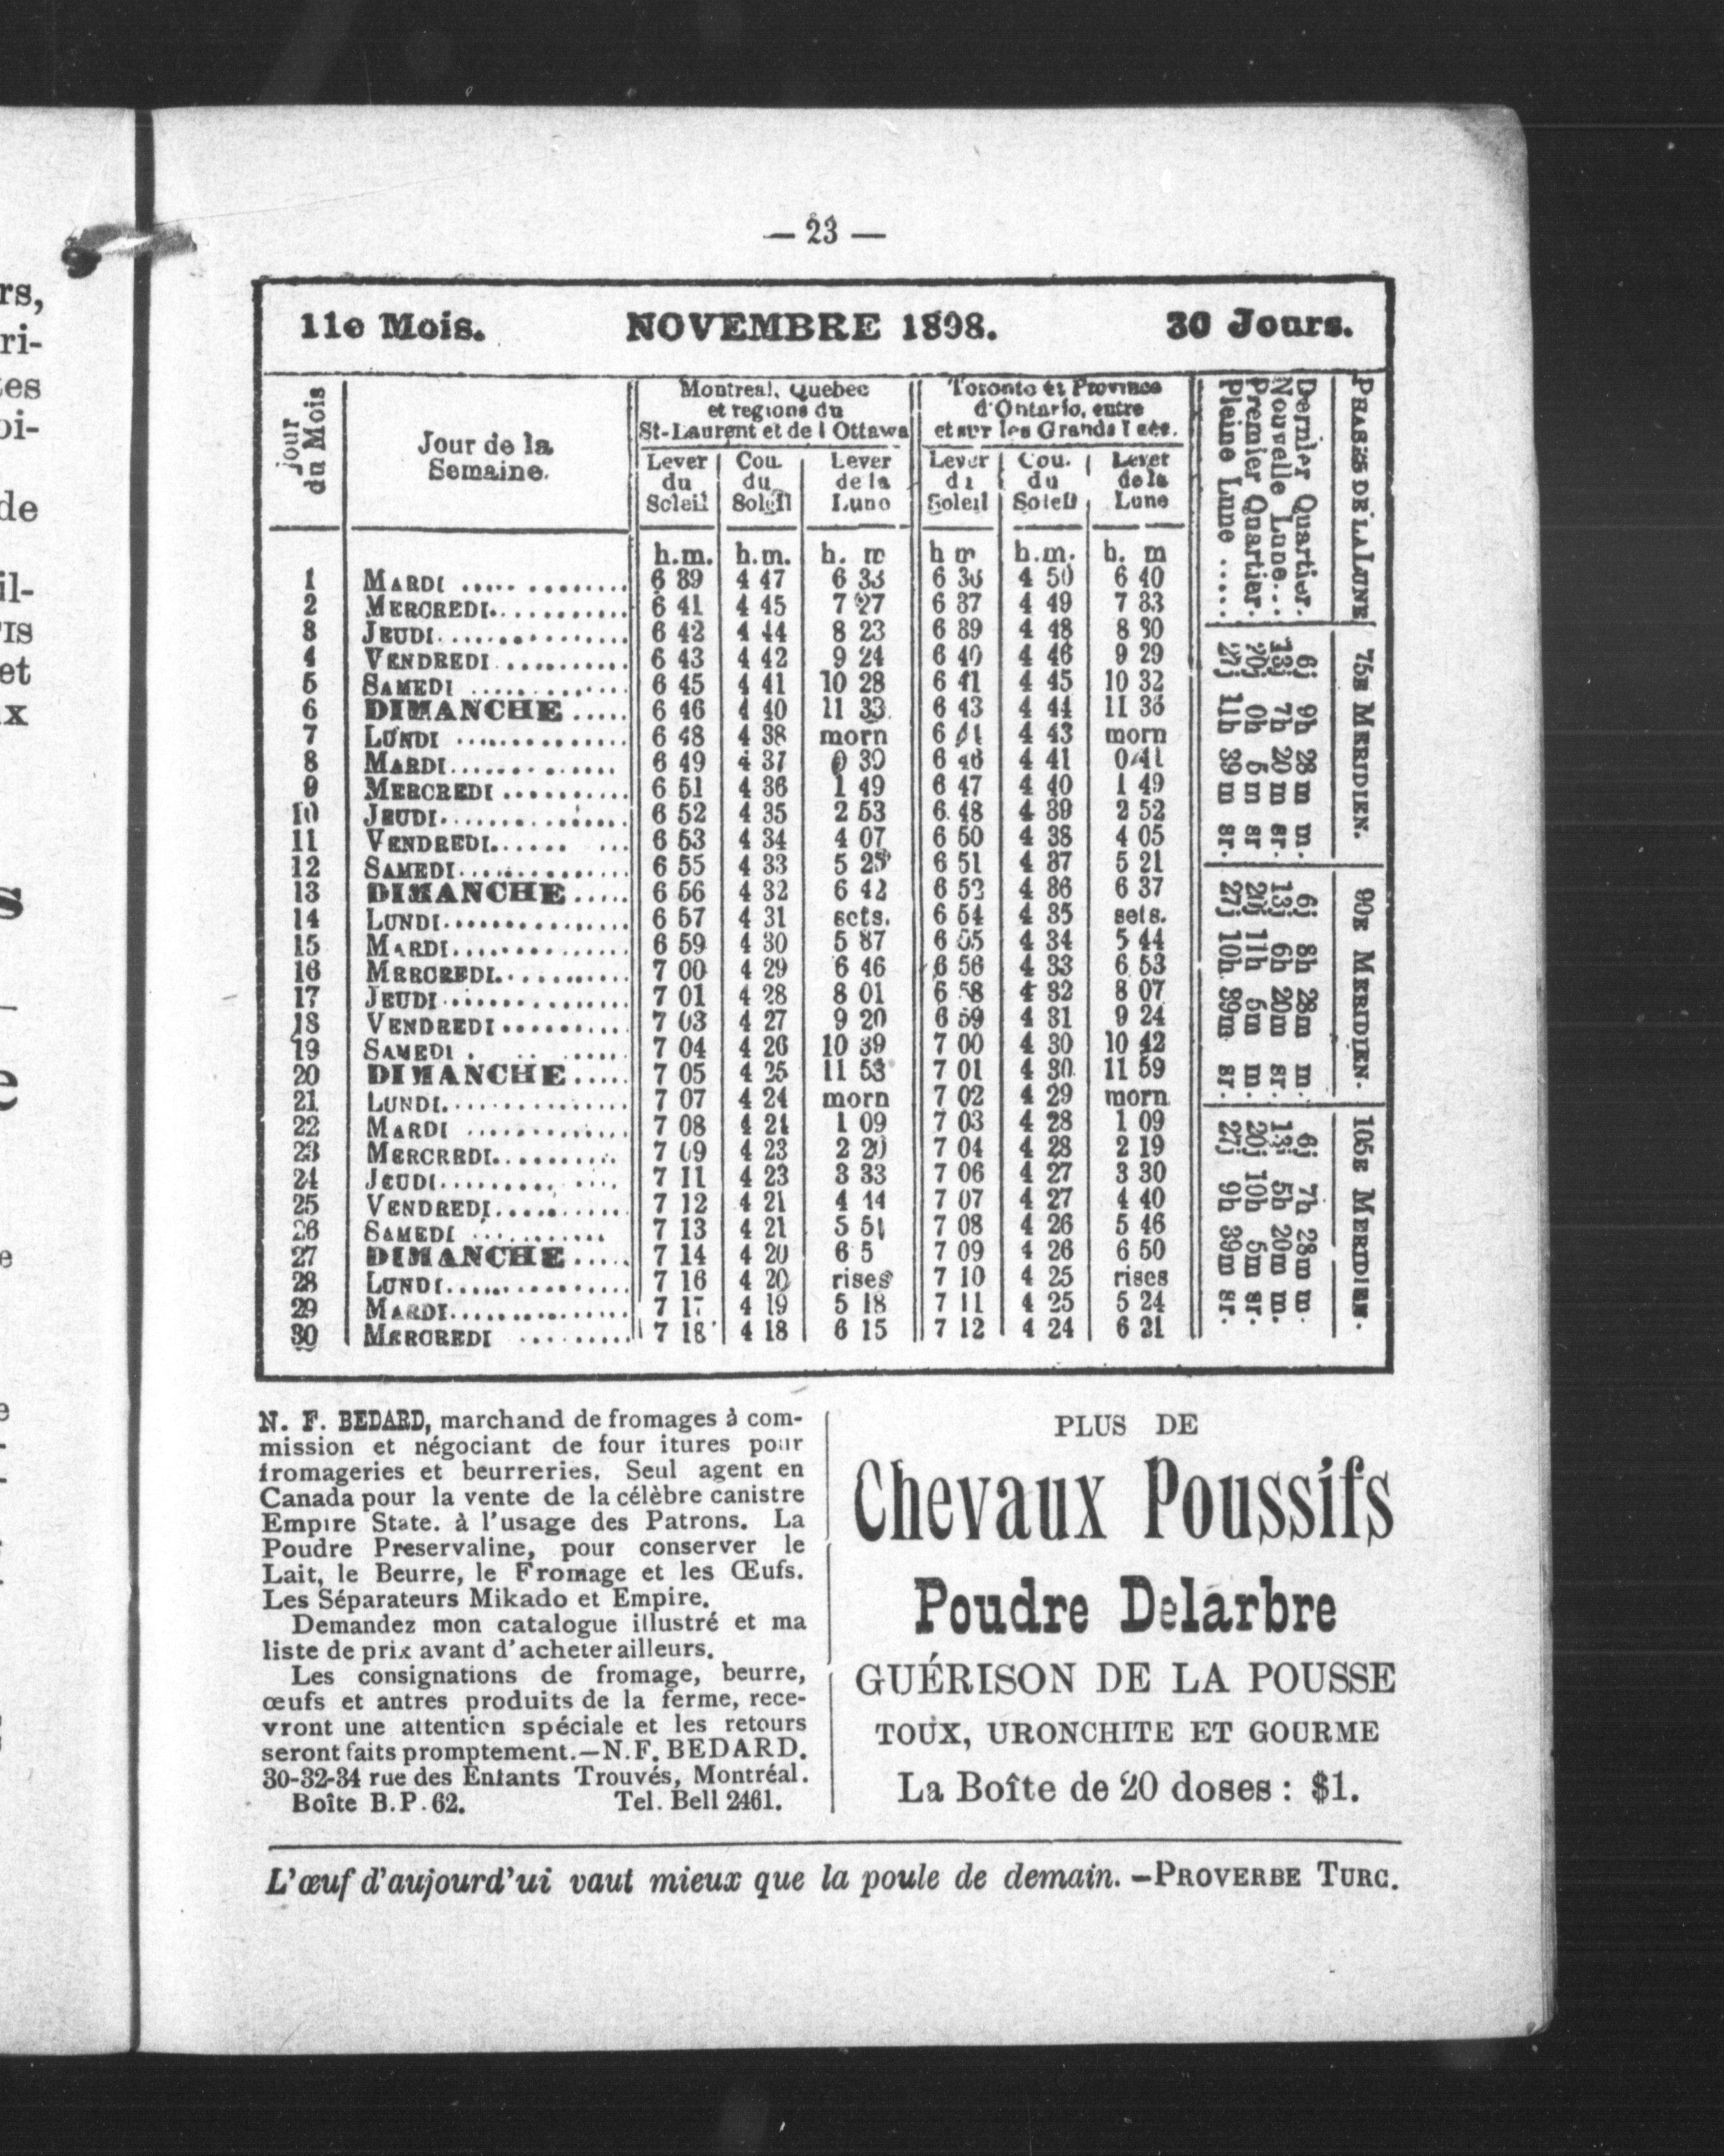 — 23 —
11e Mois. NOVEMBRE 1898. 30 Jours.
Jour du Mois
Jour de la Semaine.
Montreal, Quebec et regions du St-Laurent et de l Ottawa
Toronto et Province d'Ontario, entre et sur les Grands
Lever du Soleil Cou. du Soleil Lever de la Lune Lever du Soleil Cou. du Soleil Lever de la Lune
h.m. h.m. h. m h m h.m. h. m
1 MARDI 6 39 4 47 6 33 6 36 4 50 6 40
2 MERCREDI 6 41 4 45 7 27 6 37 4 49 7 33
3 JEUDI 6 42 4 44 8 23 6 39 4 48 8 30
4 VENDREDI 6 43 4 42 9 24 6 40 4 46 9 29
5 SAMEDI 6 45 4 41 10 28 6 41 4 45 10 32
6 DIMANCHE 6 46 4 40 11 33 6 43 4 44 11 36
7 LUNDI 6 48 4 38 morn 6 4 43 morn
8 MARDI 6 49 4 37 0 39 6 46 4 41 0 41
9 MERCREDI 6 51 4 36 1 49 6 47 4 40 1 49
10 JEUDI 6 52 4 35 2 53 6 48 4 39 2 52
11 VENDREDI 6 53 4 34 4 07 6 50 4 38 4 05
12 SAMEDI 6 55 4 33 5 25 6 51 4 37 5 21
13 DIMANCHE 6 56 4 32 6 42 6 53 4 36 6 37
14 LUNDI 6 57 4 31 sets. 6 54 4 35 sets.
15 MARDI 6 59 4 30 5 37 6 55 4 34 5 44
16 MERCREDI 7 00 4 29 6 46 6 56 4 33 6 53
17 JEUDI 7 01 4 28 8 01 6 58 4 32 8 07
18 VENDREDI 7 03 4 27 9 20 6 59 4 31 9 24
19 SAMEDI 7 04 4 26 10 39 7 00 4 30 10 42
20 DIMANCHE 7 05 4 25 11 53 7 01 4 30 11 59
21 LUNDI 7 07 4 24 morn 7 02 4 29 morn
22 MARDI 7 08 4 24 1 09 7 03 4 28 1 09
23 MERCREDI 7 09 4 23 2 20 7 04 4 28 2 19
24 JEUDI 7 11 4 23 3 33 7 06 4 27 3 30
25 VENDREDI 7 12 4 21 4 44 7 07 4 27 4 40
26 SAMEDI 7 13 4 21 5 51 7 08 4 26 5 46
27 DIMANCHE 7 14 4 20 6 5 7 09 4 26 6 50
28 LUNDI 7 16 4 20 rises 7 10 4 25 rises
29 MARDI 7 17 4 19 5 18 7 11 4 25 5 24
30 MERCREDI 7 18 4 18 6 15 7 12 4 24 6 21
PHASES DE LA LUNE 75E MERIDIEN. 90E MERIDIEN. 105E MERIDIEN.
Dernier Quartier. 6j 9h 28 m m. 6j 8h 28m m. 6j 7h 28m m.
Nouvelle Lune... 13j 7h 20 m sr. 13j 6h 20m sr. 13j 5h 20m m.
Premier Quartier. 20j 0h 5 m sr 20j 11h 5m m. 20j 10h 5m sr.
Pleine Lune ..... 27j 11h 39 m sr. 27j 10h 39m sr. 27j 9h 39m sr.
N. F. BEDARD, marchand de fromages à com-
mission et négociant de four itures pour
fromageries et beurreries. Seul agent en
Canada pour la vente de la célèbre canistre
Empire State. à l'usage des Patrons. La
Poudre Preservaline, pour conserver le
Lait, le Beurre, le Fromage et les Œufs.
Les Séparateurs Mikado et Empire.
Demandez mon catalogue illustré et ma
liste de prix avant d'acheter ailleurs.
Les consignations de fromage, beurre,
œufs et antres produits de la ferme, rece-
vront une attention spéciale et les retours
seront faits promptement.—N.F. BEDARD.
30-32-34 rue des Enfants Trouvés, Montréal.
Boîte B.P. 62. Tel. Bell 2461.
PLUS DE
Chevaux Poussifs
Poudre Delarbre
GUÉRISON DE LA POUSSE
TOUX, URONCHITE ET GOURME
La Boîte de 20 doses : $1.
L'œuf d'aujourd'ui vaut mieux que la poule de demain. —PROVERBE TURC.